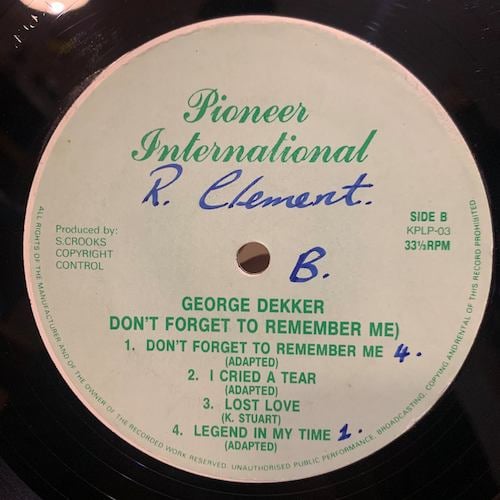 Pioneer
International
R. Clement.
Produced by:
S.CROOKS
COPYRIGHT
CONTROL
SIDE B
KPLP-03
33⅓RPM
B.
GEORGE DEKKER
DON'T FORGET TO REMEMBER ME)
1. DON'T FORGET TO REMEMBER ME 4.
(ADAPTED)
2. I CRIED A TEAR
(ADAPTED)
3. LOST LOVE
(K. STUART)
4. LEGEND IN MY TIME 1.
(ADAPTED)
ALL RIGHTS OF THE MANUFACTURER AND OF THE OWNER OF THE RECORDED WORK RESERVED. UNAUTHORISED PUBLIC PERFORMANCE, BROADCASTING, COPYING AND RENTAL OF THIS RECORD PROHIBITED